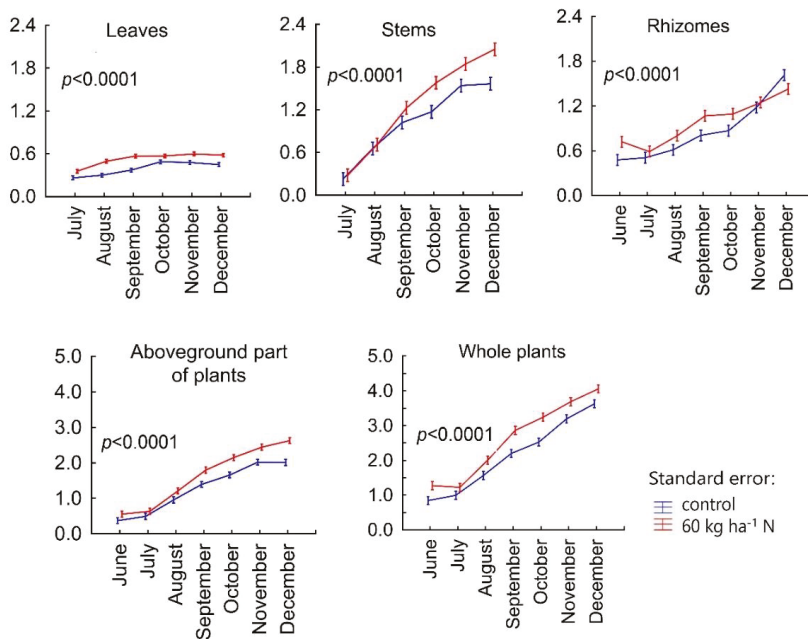 Leaves
2.4
1.8
1.2
0.6
0.0
p<0.0001
July
August
September
October
November
December
Stems
2.4
1.8
1.2
0.6
0.0
p<0.0001
July
August
September
October
November
December
Rhizomes
2.4
1.8
1.2
0.6
0.0
p<0.0001
June
July
August
September
October
November
December
Aboveground part
of plants
5.0
4.0
3.0
2.0
1.0
0.0
p<0.0001
June
July
August
September
October
November
December
Whole plants
5.0
4.0
3.0
2.0
1.0
0.0
p<0.0001
June
July
August
September
October
November
December
Standard error:
control
60 kg ha⁻¹ N